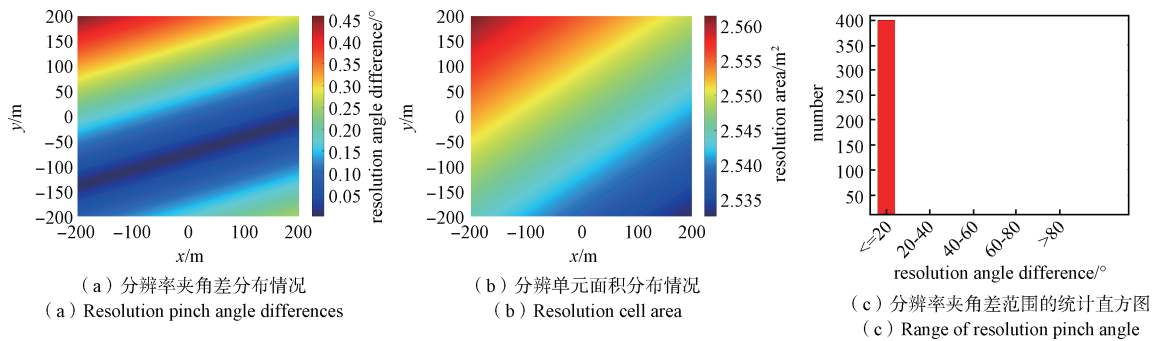 200
150
100
50
0
−50
−100
−150
−200
y/m
−200 −100 0 100 200
x/m
0.45
0.40
0.35
0.30
0.25
0.20
0.15
0.10
0.05
resolution angle difference/°
（a）分辨率夹角差分布情况
（a）Resolution pinch angle differences
200
150
100
50
0
−50
−100
−150
−200
y/m
−200 −100 0 100 200
x/m
2.560
2.555
2.550
2.545
2.540
2.535
resolution area/m²
（b）分辨单元面积分布情况
（b）Resolution cell area
400
350
300
250
200
150
100
50
number
<=20 20-40 40-60 60-80 >80
resolution angle difference/°
（c）分辨率夹角差范围的统计直方图
（c）Range of resolution pinch angle